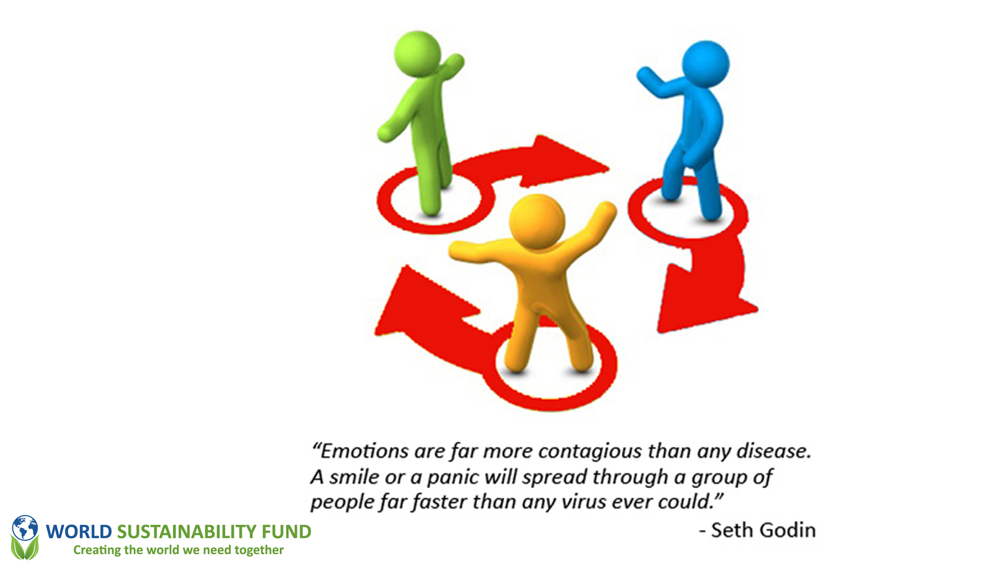 “Emotions are far more contagious than any disease.
A smile or a panic will spread through a group of
people far faster than any virus ever could.”
- Seth Godin
WORLD SUSTAINABILITY FUND
Creating the world we need together